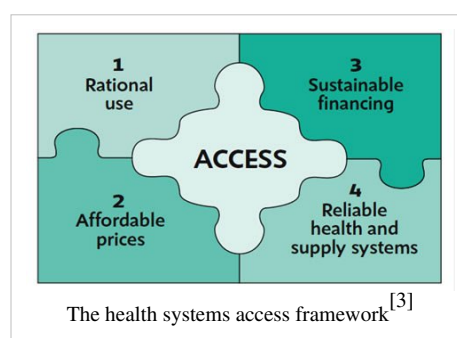 1
Rational
use
3
Sustainable
financing
ACCESS
2
Affordable
prices
4
Reliable
health and
supply systems
The health systems access framework[3]